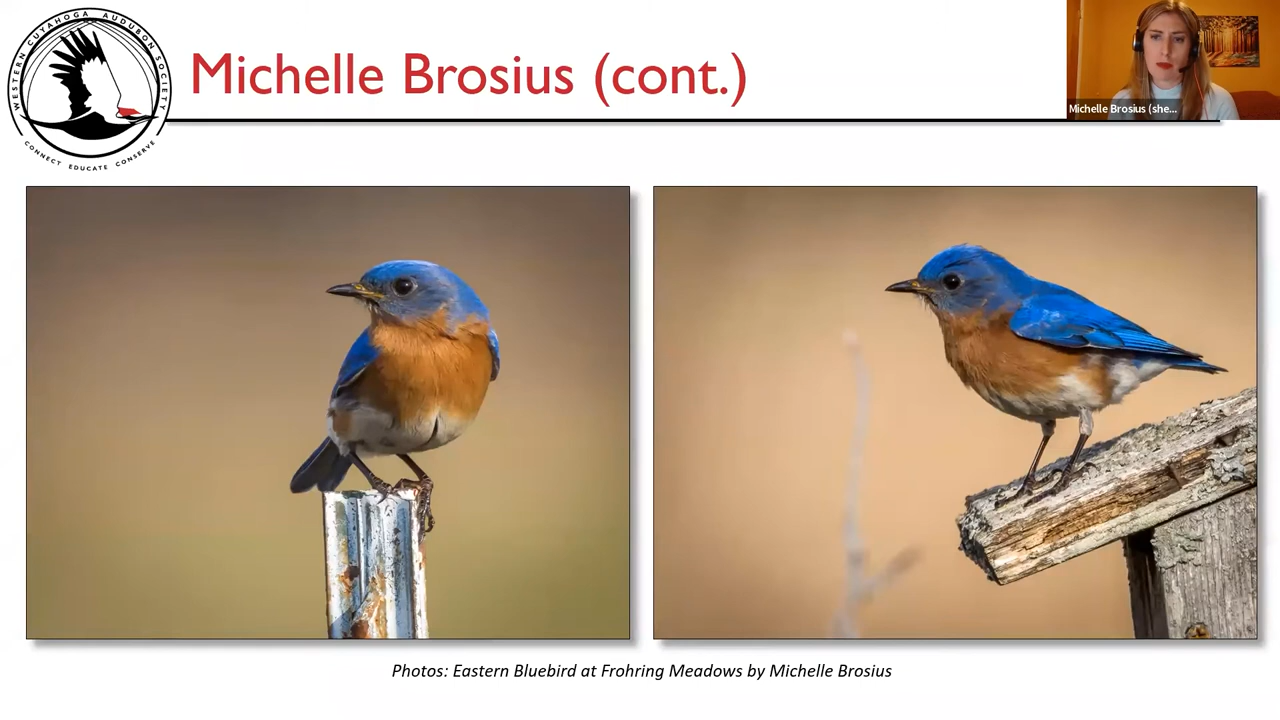 WESTERN CUYAHOGA AUDUBON SOCIETY
CONNECT EDUCATE CONSERVE
Michelle Brosius (cont.)
Michelle Brosius (she...
Photos: Eastern Bluebird at Frohring Meadows by Michelle Brosius